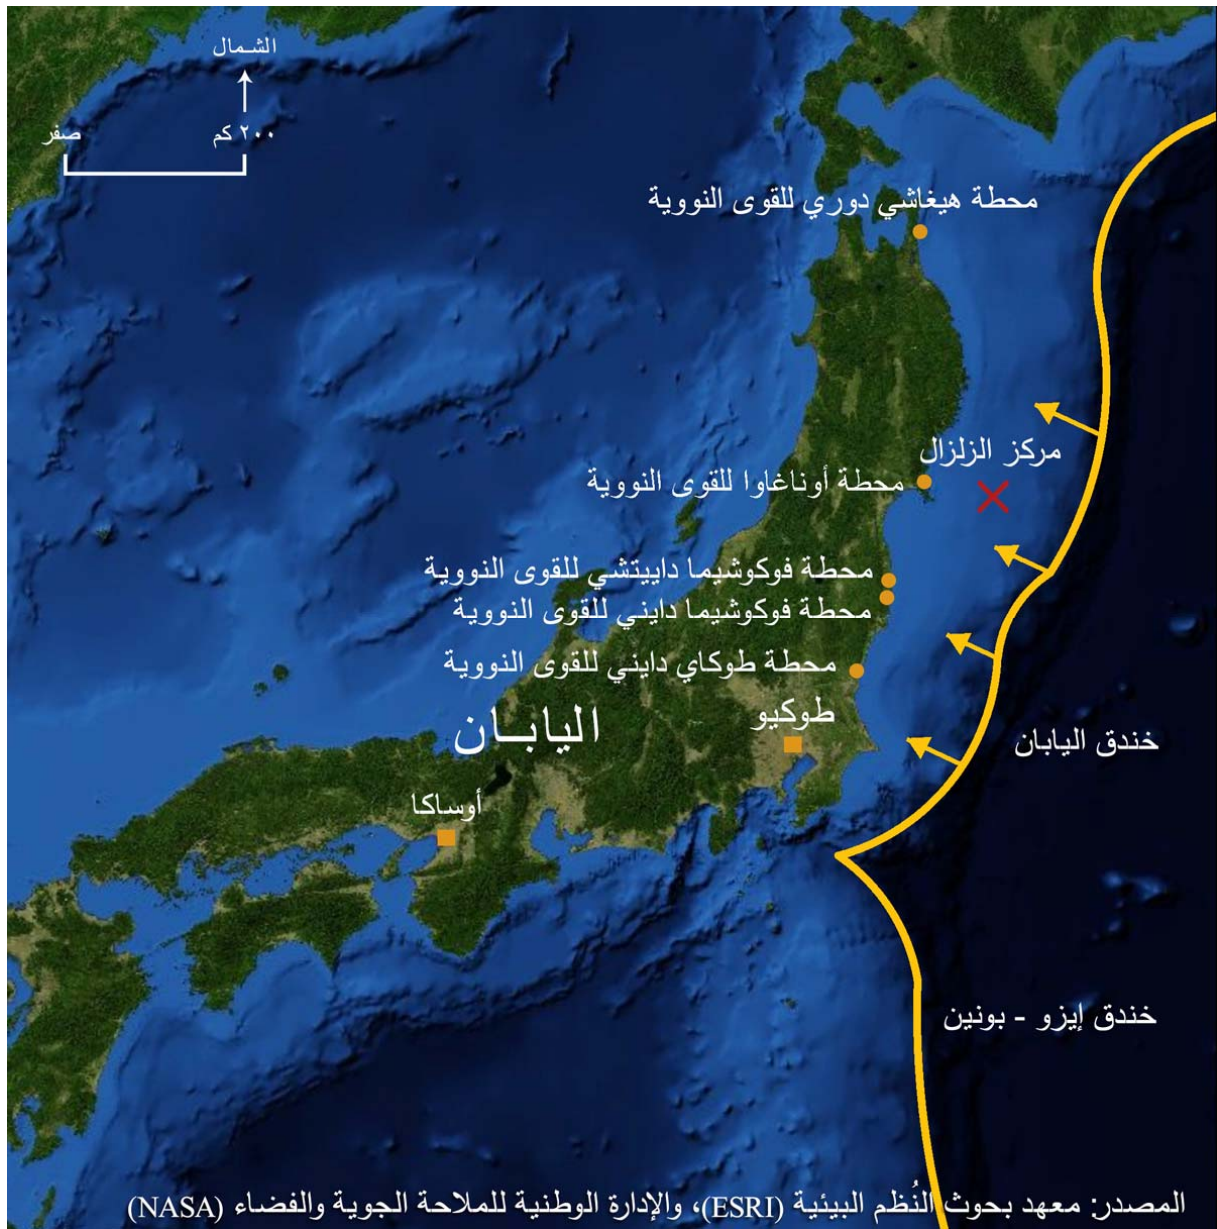 الشمال
صفر
٢٠٠ كم
محطة هيغاشي دوري للقوى النووية
مركز الزلزال
محطة أوناغاوا للقوى النووية
محطة فوكوشيما داييتشي للقوى النووية
محطة فوكوشيما دايني للقوى النووية
محطة طوكاي دايني للقوى النووية
طوكيو
اليابان
خندق اليابان
أوساكا
خندق إيزو - بونين
المصدر: معهد بحوث النُظم البيئية (ESRI)، والإدارة الوطنية للملاحة الجوية والفضاء (NASA)